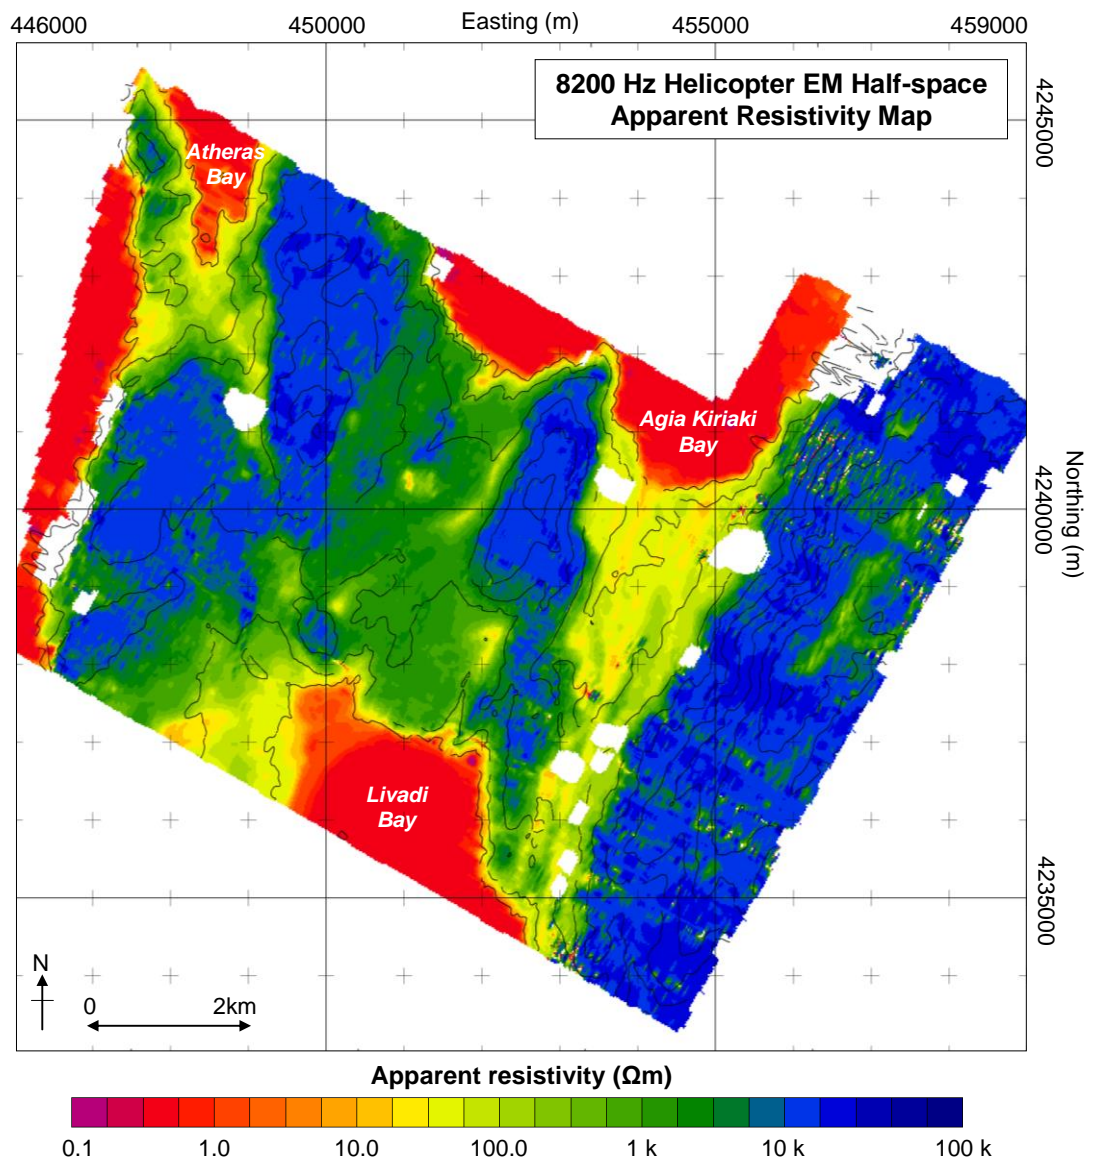 446000 450000 Easting (m) 455000 459000
8200 Hz Helicopter EM Half-space
Apparent Resistivity Map
4245000
Atheras
Bay
Agia Kiriaki
Bay
4240000
Northing (m)
Livadi
Bay
4235000
N
0 2km
Apparent resistivity (Ωm)
0.1 1.0 10.0 100.0 1 k 10 k 100 k